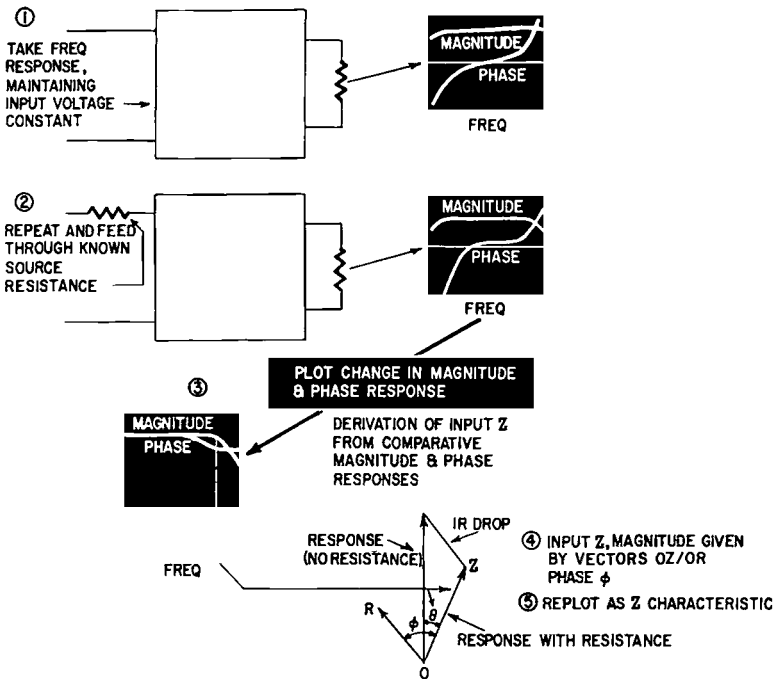 ①
TAKE FREQ
RESPONSE,
MAINTAINING
INPUT VOLTAGE
CONSTANT
MAGNITUDE
PHASE
FREQ
②
REPEAT AND FEED
THROUGH KNOWN
SOURCE
RESISTANCE
MAGNITUDE
PHASE
FREQ
③
PLOT CHANGE IN MAGNITUDE
& PHASE RESPONSE
MAGNITUDE
PHASE
DERIVATION OF INPUT Z
FROM COMPARATIVE
MAGNITUDE & PHASE
RESPONSES
FREQ
RESPONSE
(NO RESISTANCE)
IR DROP
Z
R
ϕ
θ
O
RESPONSE WITH RESISTANCE
④ INPUT Z, MAGNITUDE GIVEN
BY VECTORS OZ/OR
PHASE ϕ
⑤ REPLOT AS Z CHARACTERISTIC